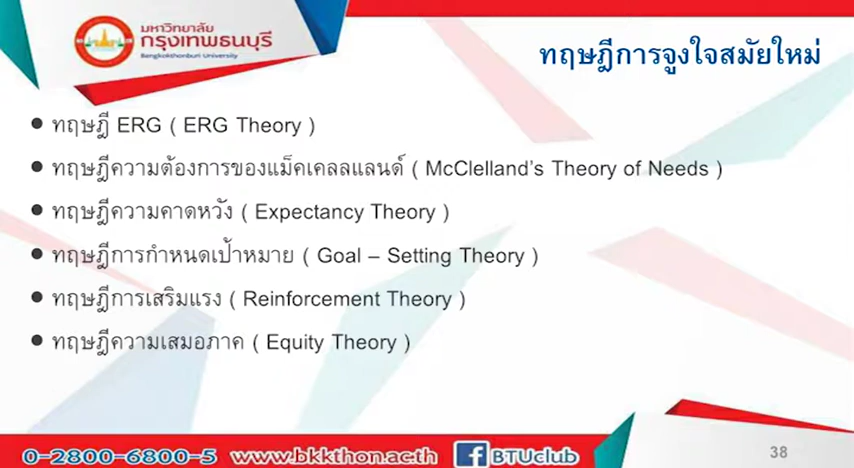 มหาวิทยาลัย
กรุงเทพธนบุรี
Bangkokthonburi University
ทฤษฎีการจูงใจสมัยใหม่
● ทฤษฎี ERG ( ERG Theory )
● ทฤษฎีความต้องการของแม็คเคลลแลนด์ ( McClelland's Theory of Needs )
● ทฤษฎีความคาดหวัง ( Expectancy Theory )
● ทฤษฎีการกำหนดเป้าหมาย ( Goal – Setting Theory )
● ทฤษฎีการเสริมแรง ( Reinforcement Theory )
● ทฤษฎีความเสมอภาค ( Equity Theory )
0-2800-6800-5 www.bkkthon.ac.th f BTUclub
38